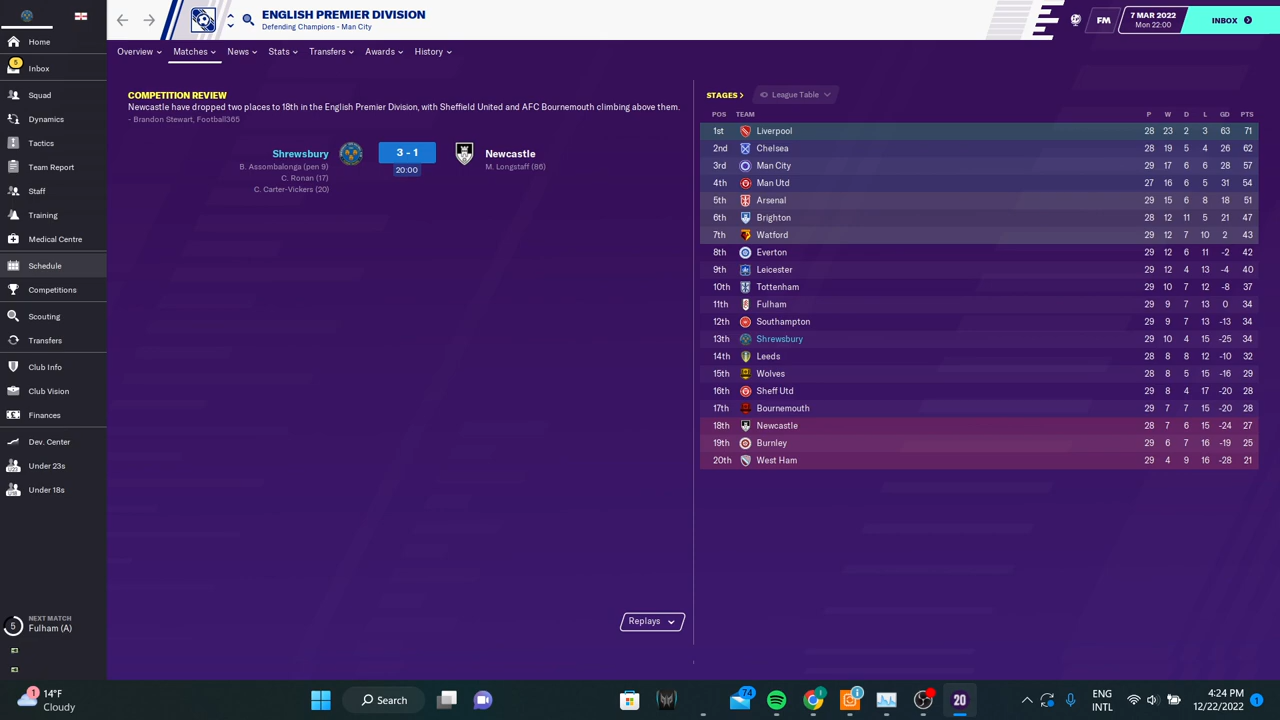 ENGLISH PREMIER DIVISION
Defending Champions - Man City
FM
7 MAR 2022
Mon 22:00
INBOX
Overview
Matches
News
Stats
Transfers
Awards
History
Home
5
Inbox
Squad
Dynamics
Tactics
Team Report
Staff
Training
Medical Centre
Schedule
Competitions
Scouting
Transfers
Club Info
Club Vision
Finances
Dev. Center
Under 23s
Under 18s
5
NEXT MATCH
Fulham (A)
COMPETITION REVIEW
Newcastle have dropped two places to 18th in the English Premier Division, with Sheffield United and AFC Bournemouth climbing above them.
- Brandon Stewart, Football365
Shrewsbury 3 - 1 Newcastle
B. Assombalonga (pen 9) 20:00 M. Longstaff (86)
C. Ronan (17)
C. Carter-Vickers (20)
Replays
STAGES League Table
POS TEAM P W D L GD PTS
1st Liverpool 28 23 2 3 63 71
2nd Chelsea 28 19 5 4 26 62
3rd Man City 29 17 6 6 28 57
4th Man Utd 27 16 6 5 31 54
5th Arsenal 29 15 6 8 18 51
6th Brighton 28 12 11 5 21 47
7th Watford 29 12 7 10 2 43
8th Everton 29 12 6 11 -2 42
9th Leicester 29 12 4 13 -4 40
10th Tottenham 29 10 7 12 -8 37
11th Fulham 29 9 7 13 0 34
12th Southampton 29 9 7 13 -13 34
13th Shrewsbury 29 10 4 15 -25 34
14th Leeds 28 8 8 12 -10 32
15th Wolves 28 8 5 15 -16 29
16th Sheff Utd 29 8 4 17 -20 28
17th Bournemouth 29 7 7 15 -20 28
18th Newcastle 28 7 6 15 -24 27
19th Burnley 29 6 7 16 -19 25
20th West Ham 29 4 9 16 -28 21
1
14°F
Cloudy
Search
74
1
20
ENG
INTL
4:24 PM
12/22/2022
1